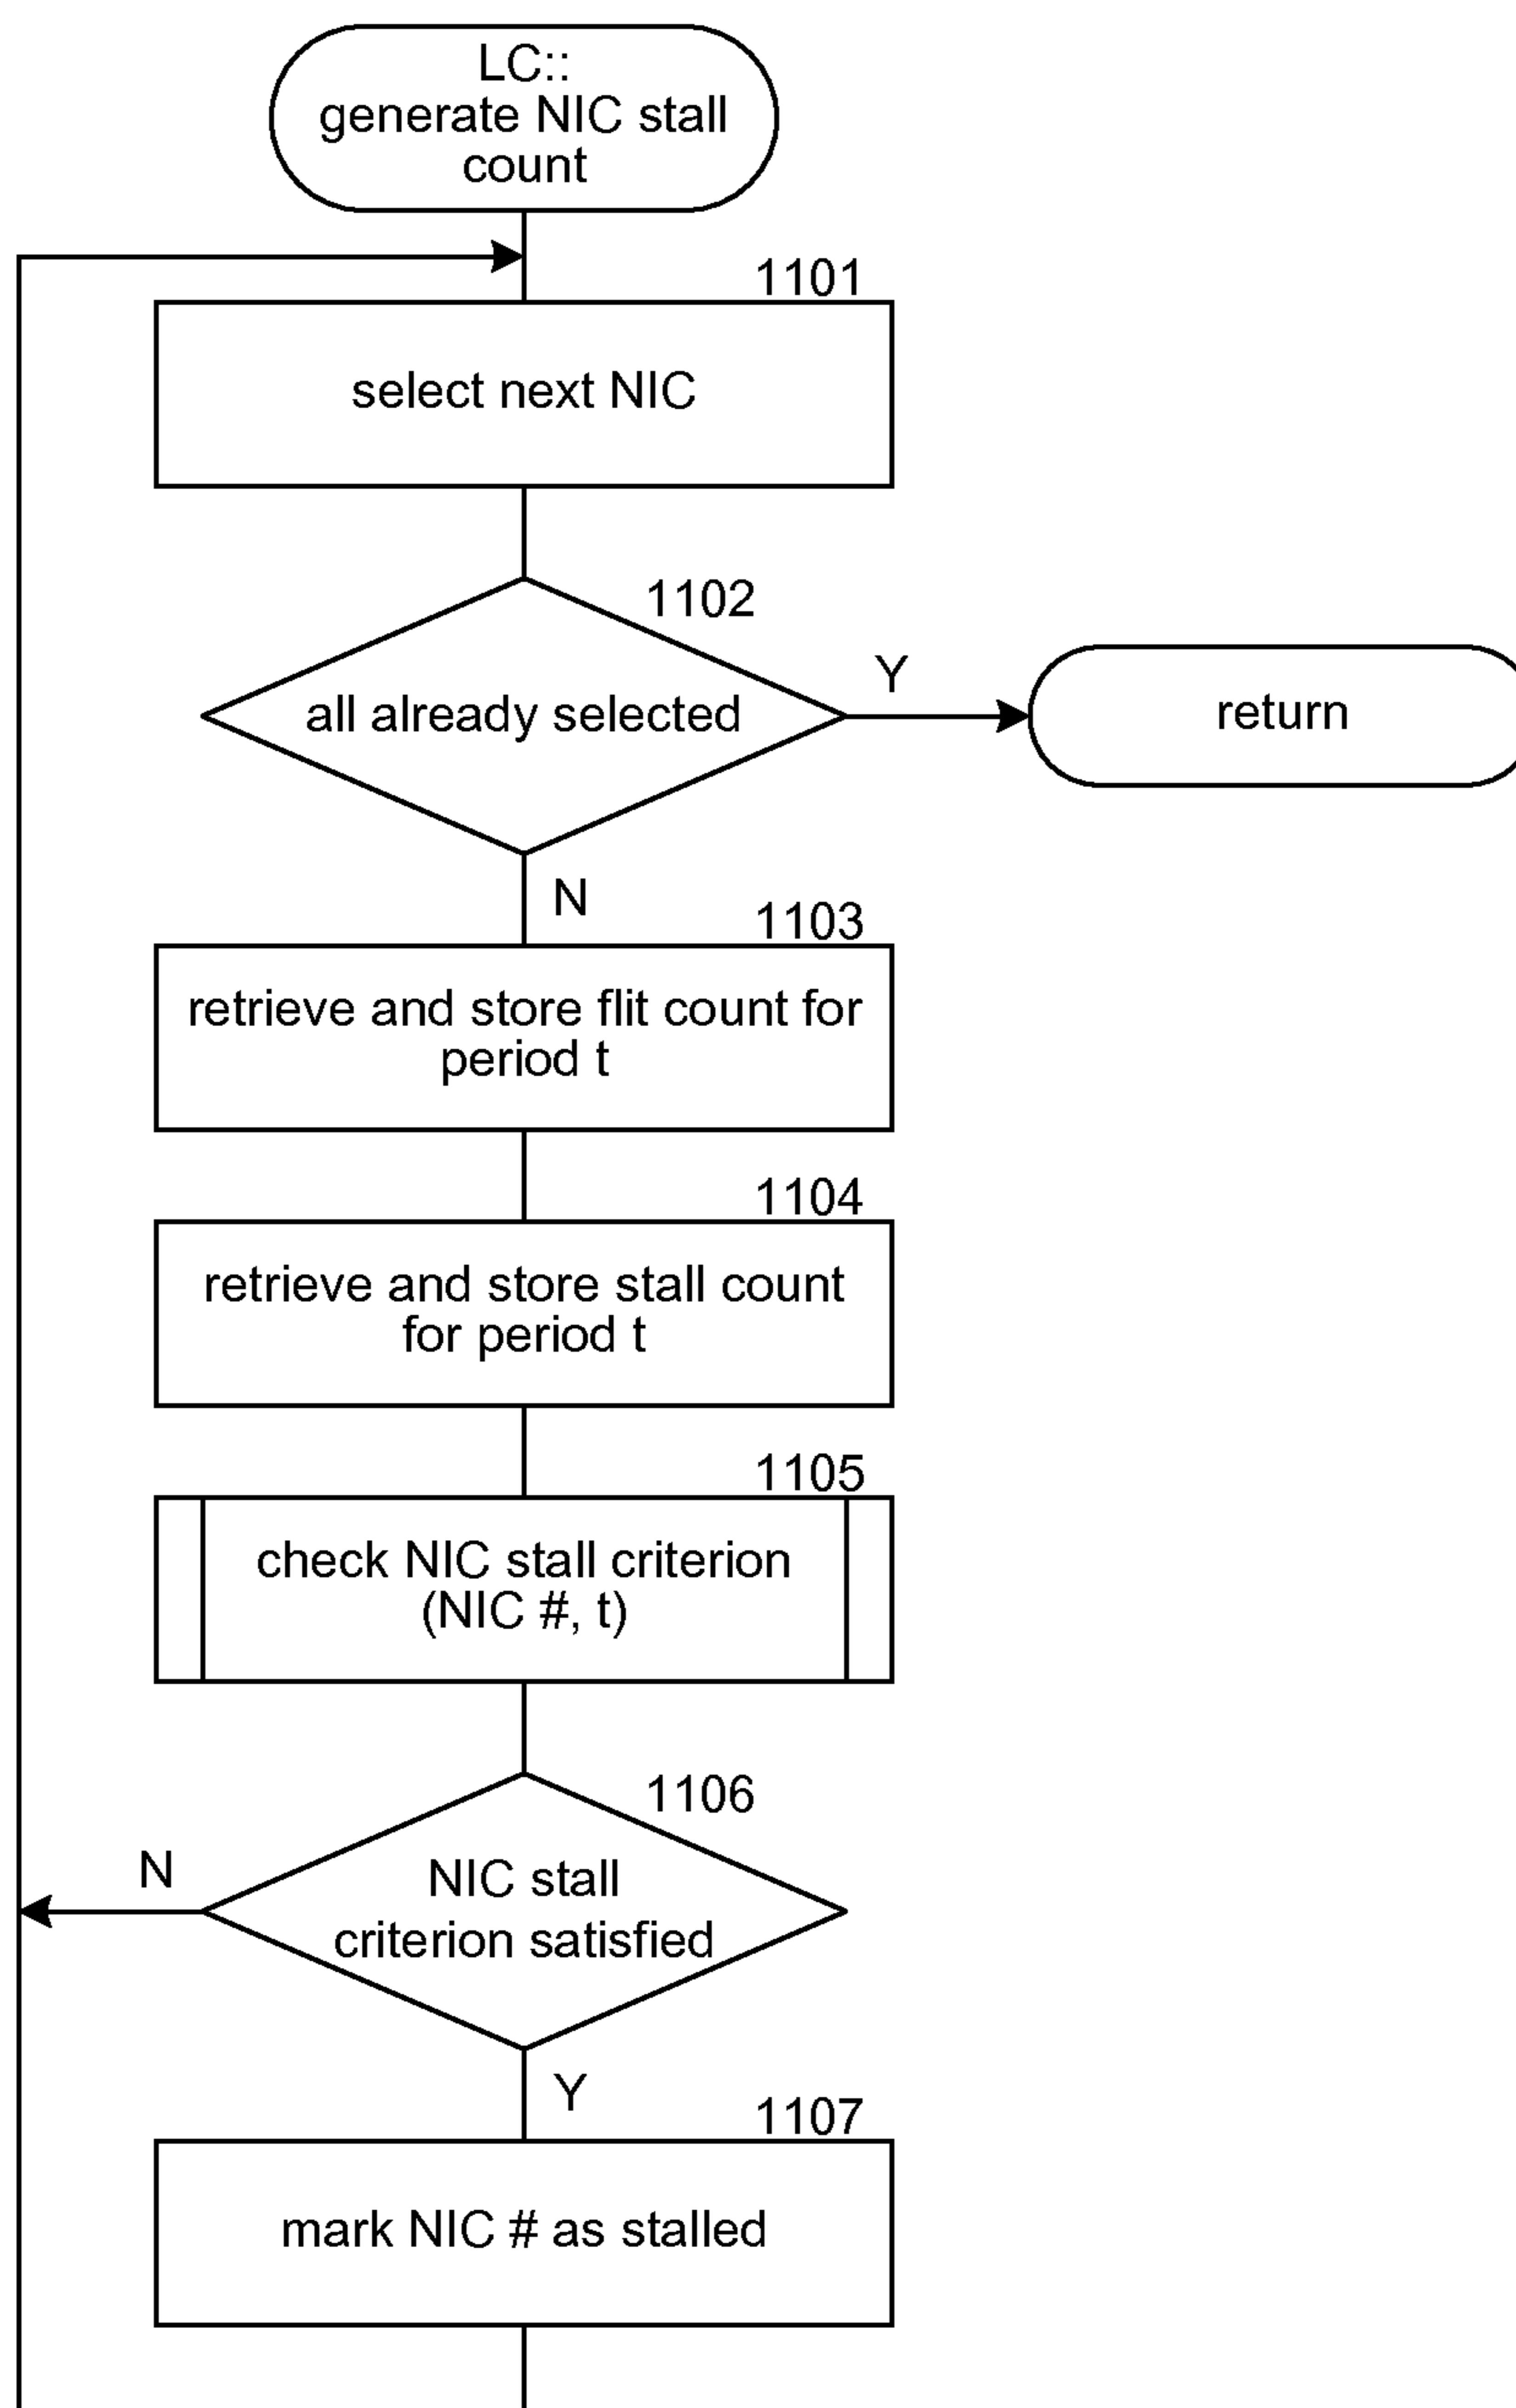 LC::
generate NIC stall
count
1101
select next NIC
1102
all already selected
Y
return
N
1103
retrieve and store flit count for
period t
1104
retrieve and store stall count
for period t
1105
check NIC stall criterion
(NIC #, t)
1106
N
NIC stall
criterion satisfied
Y
1107
mark NIC # as stalled